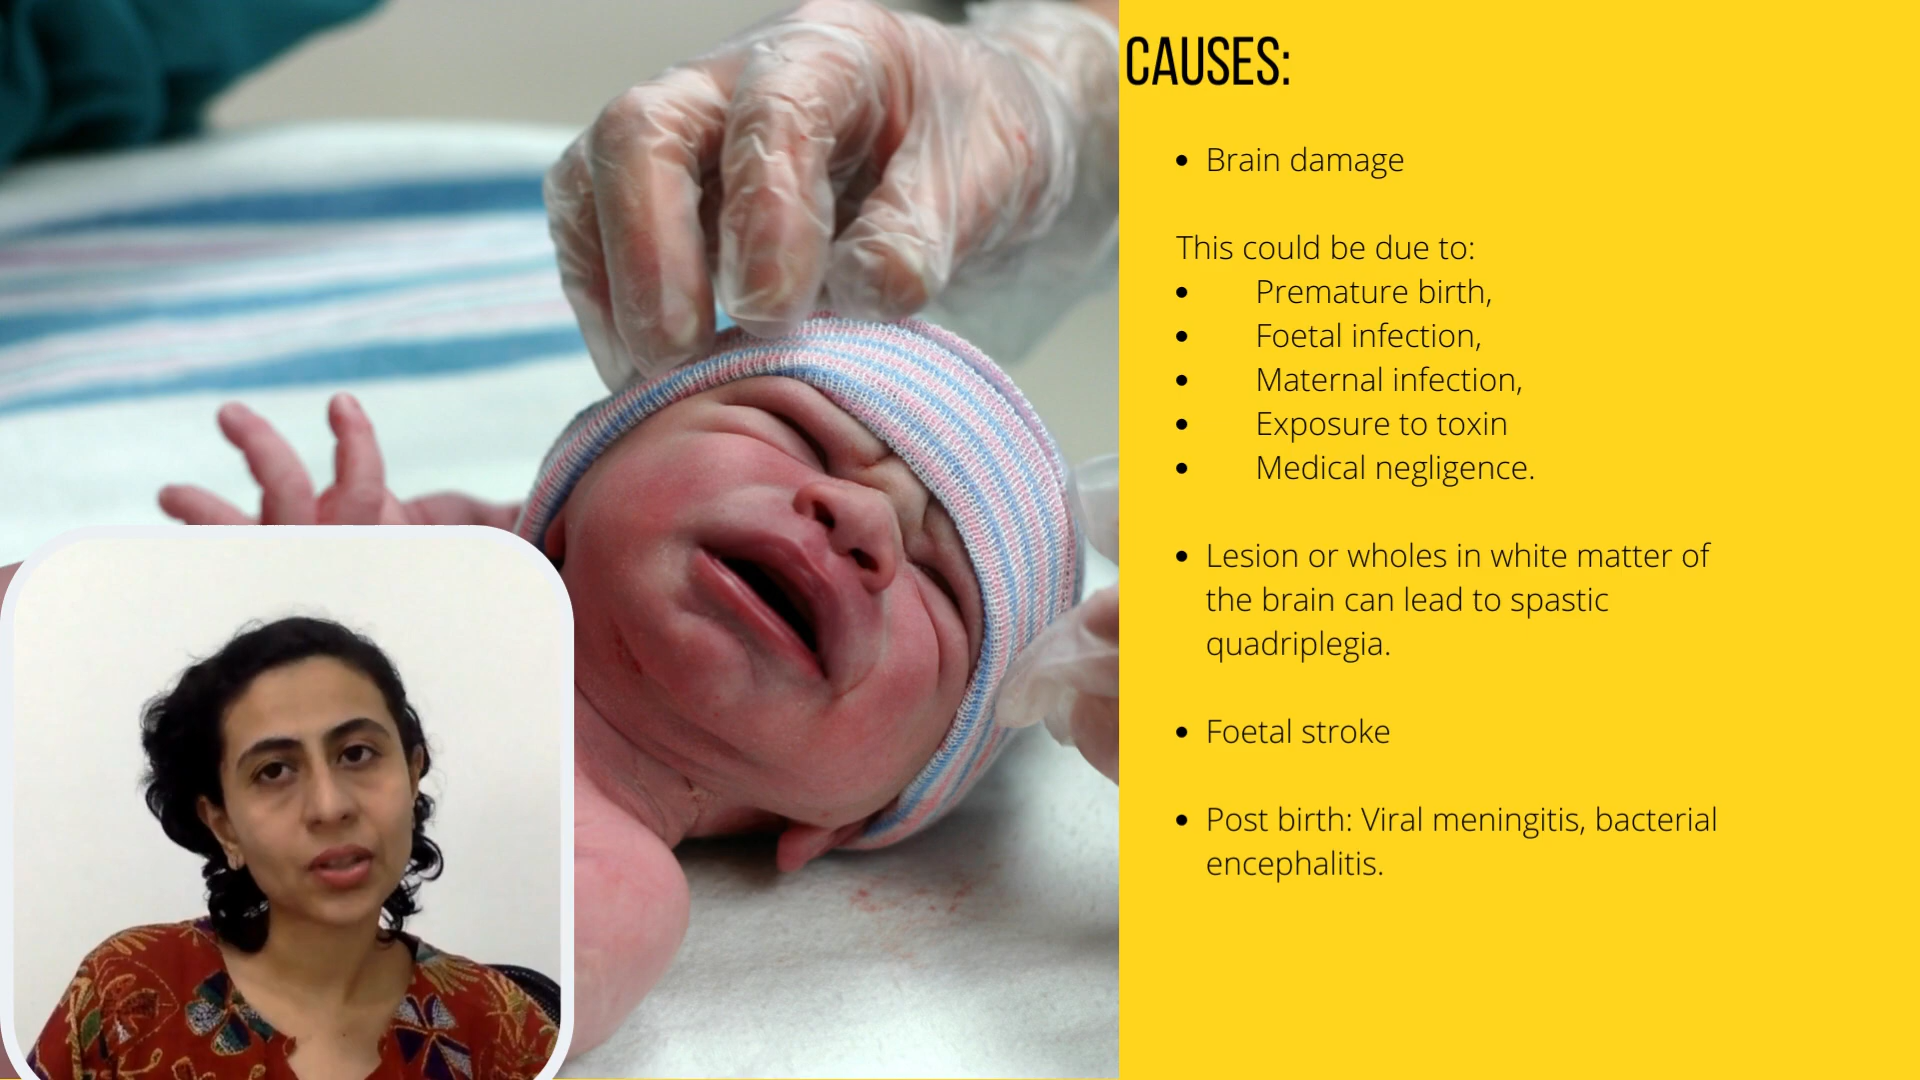 CAUSES:
• Brain damage
This could be due to:
• Premature birth,
• Foetal infection,
• Maternal infection,
• Exposure to toxin
• Medical negligence.
• Lesion or wholes in white matter of
the brain can lead to spastic
quadriplegia.
• Foetal stroke
• Post birth: Viral meningitis, bacterial
encephalitis.